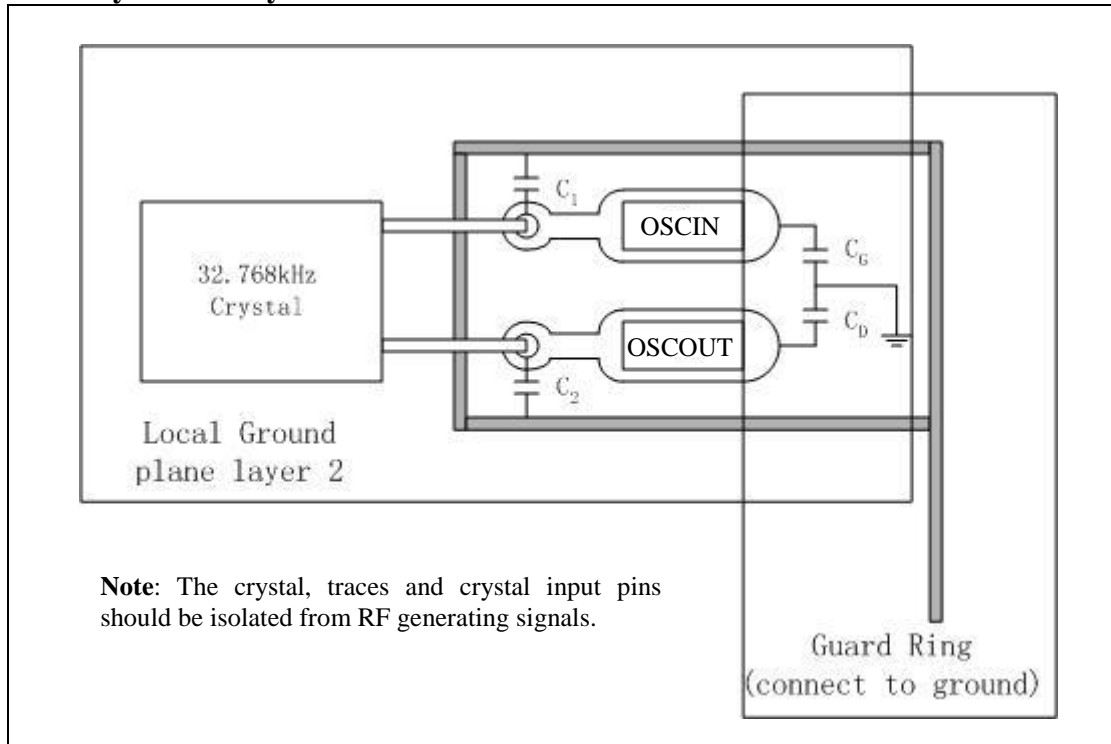 C1
OSCIN
32.768kHz
Crystal
CG
CD
OSCOUT
C2
Local Ground
plane layer 2
Note: The crystal, traces and crystal input pins
should be isolated from RF generating signals.
Guard Ring
(connect to ground)